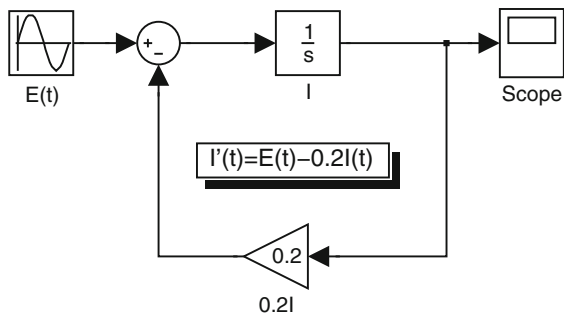 +
−
1
s
E(t)
I
Scope
I'(t)=E(t)−0.2I(t)
0.2
0.2I